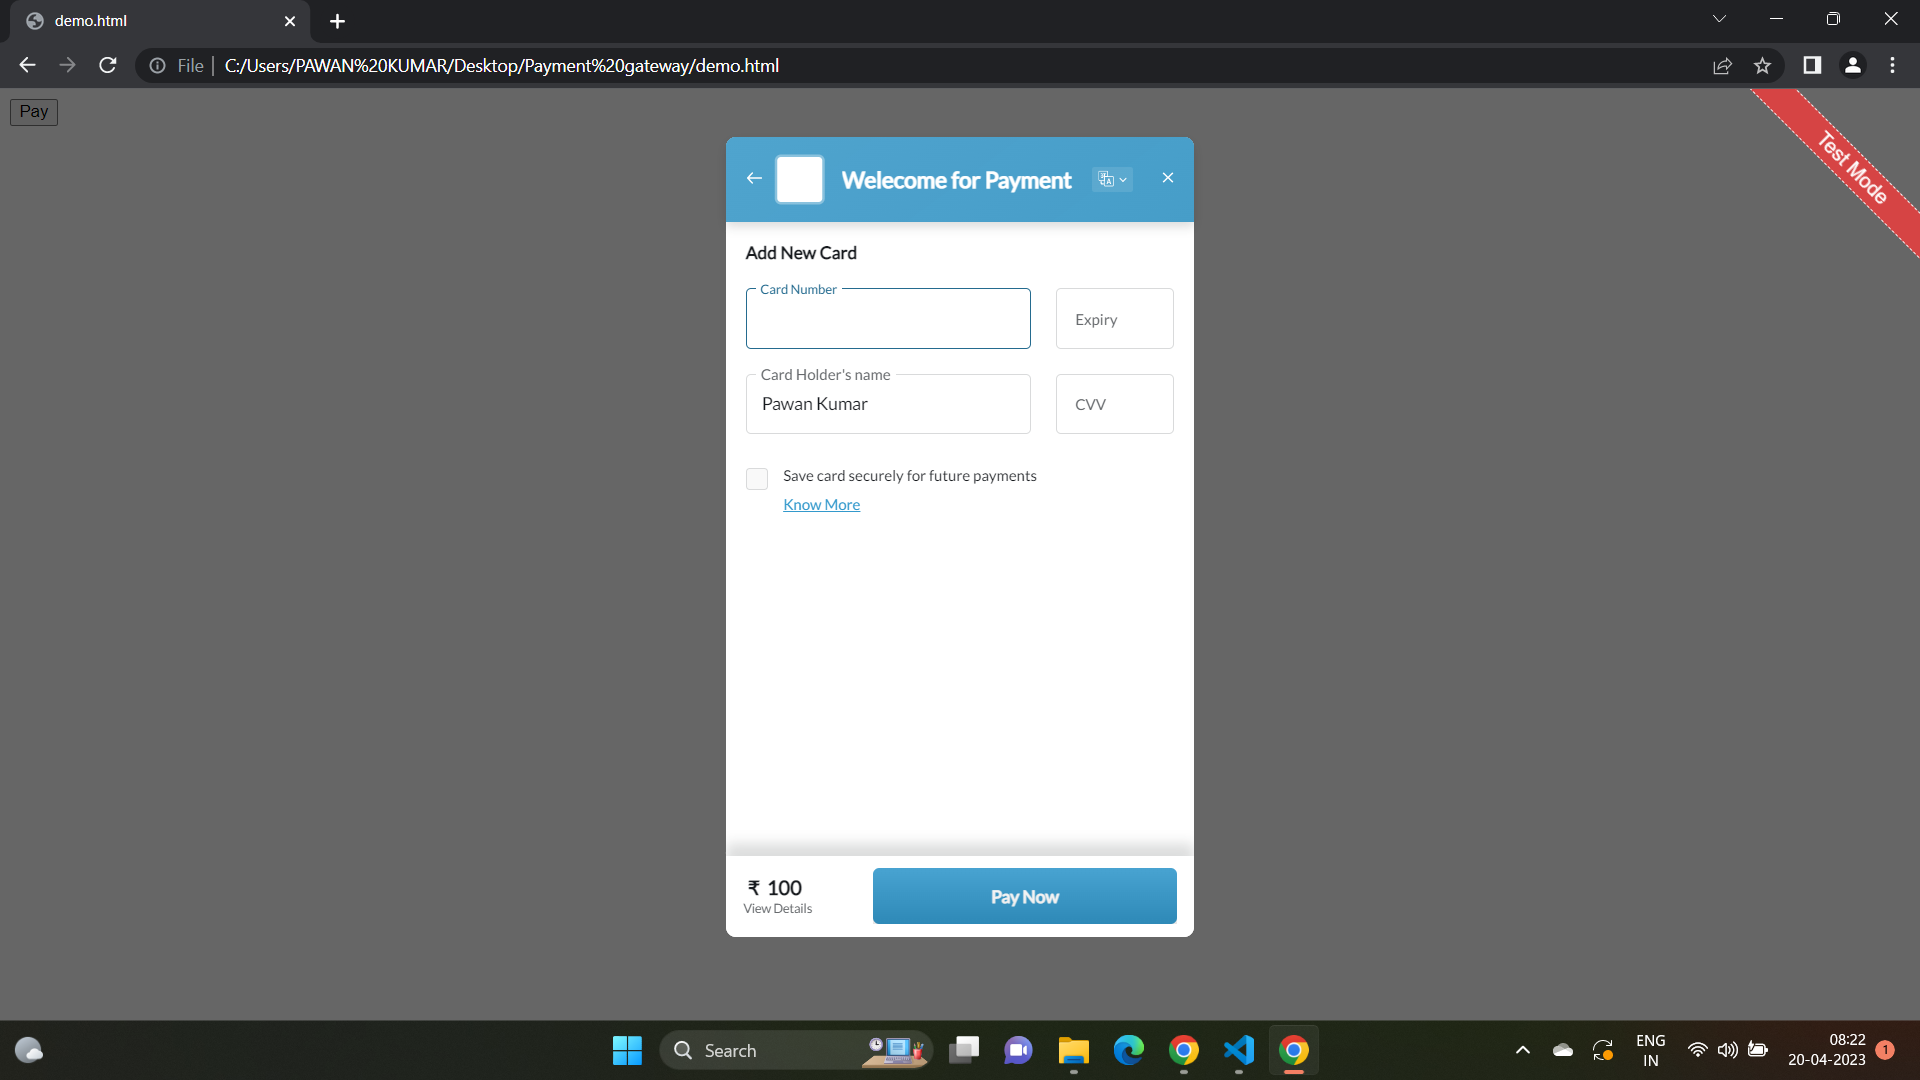 demo.html
File | C:/Users/PAWAN%20KUMAR/Desktop/Payment%20gateway/demo.html
Pay
Test Mode
Welecome for Payment
Add New Card
Card Number
Expiry
Card Holder's name
Pawan Kumar
CVV
Save card securely for future payments
Know More
₹ 100
View Details
Pay Now
Search
ENG
IN
08:22
20-04-2023
1